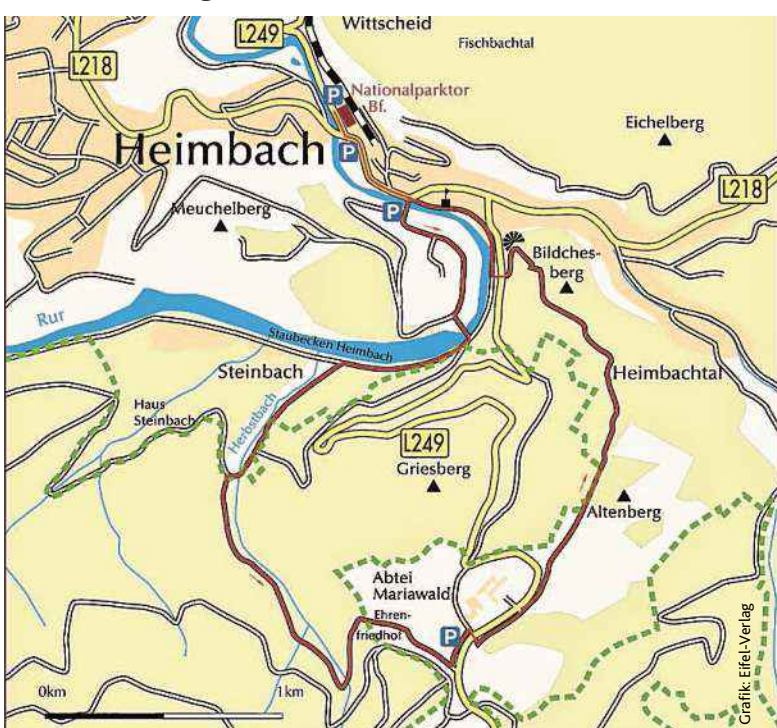 Wittscheid
L249
Fischbachtal
L218
P
Nationalparktor
Bf.
Eichelberg
Heimbach
P
L218
P
Meuchelberg
Bildches-
berg
Rur
Staubecken Heimbach
Steinbach
Heimbachtal
Haus
Steinbach
Herbstbach
L249
Griesberg
Altenberg
Abtei
Mariawald
Ehren-
friedhof
P
0km
1km
Grafik: Eifel-Verlag